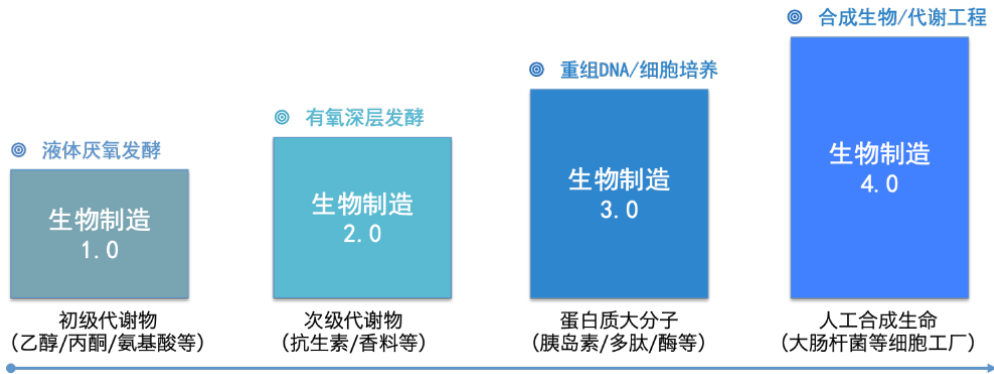 液体厌氧发酵
生物制造
1.0
初级代谢物
(乙醇/丙酮/氨基酸等)
有氧深层发酵
生物制造
2.0
次级代谢物
(抗生素/香料等)
重组DNA/细胞培养
生物制造
3.0
蛋白质大分子
(胰岛素/多肽/酶等)
合成生物/代谢工程
生物制造
4.0
人工合成生命
(大肠杆菌等细胞工厂)